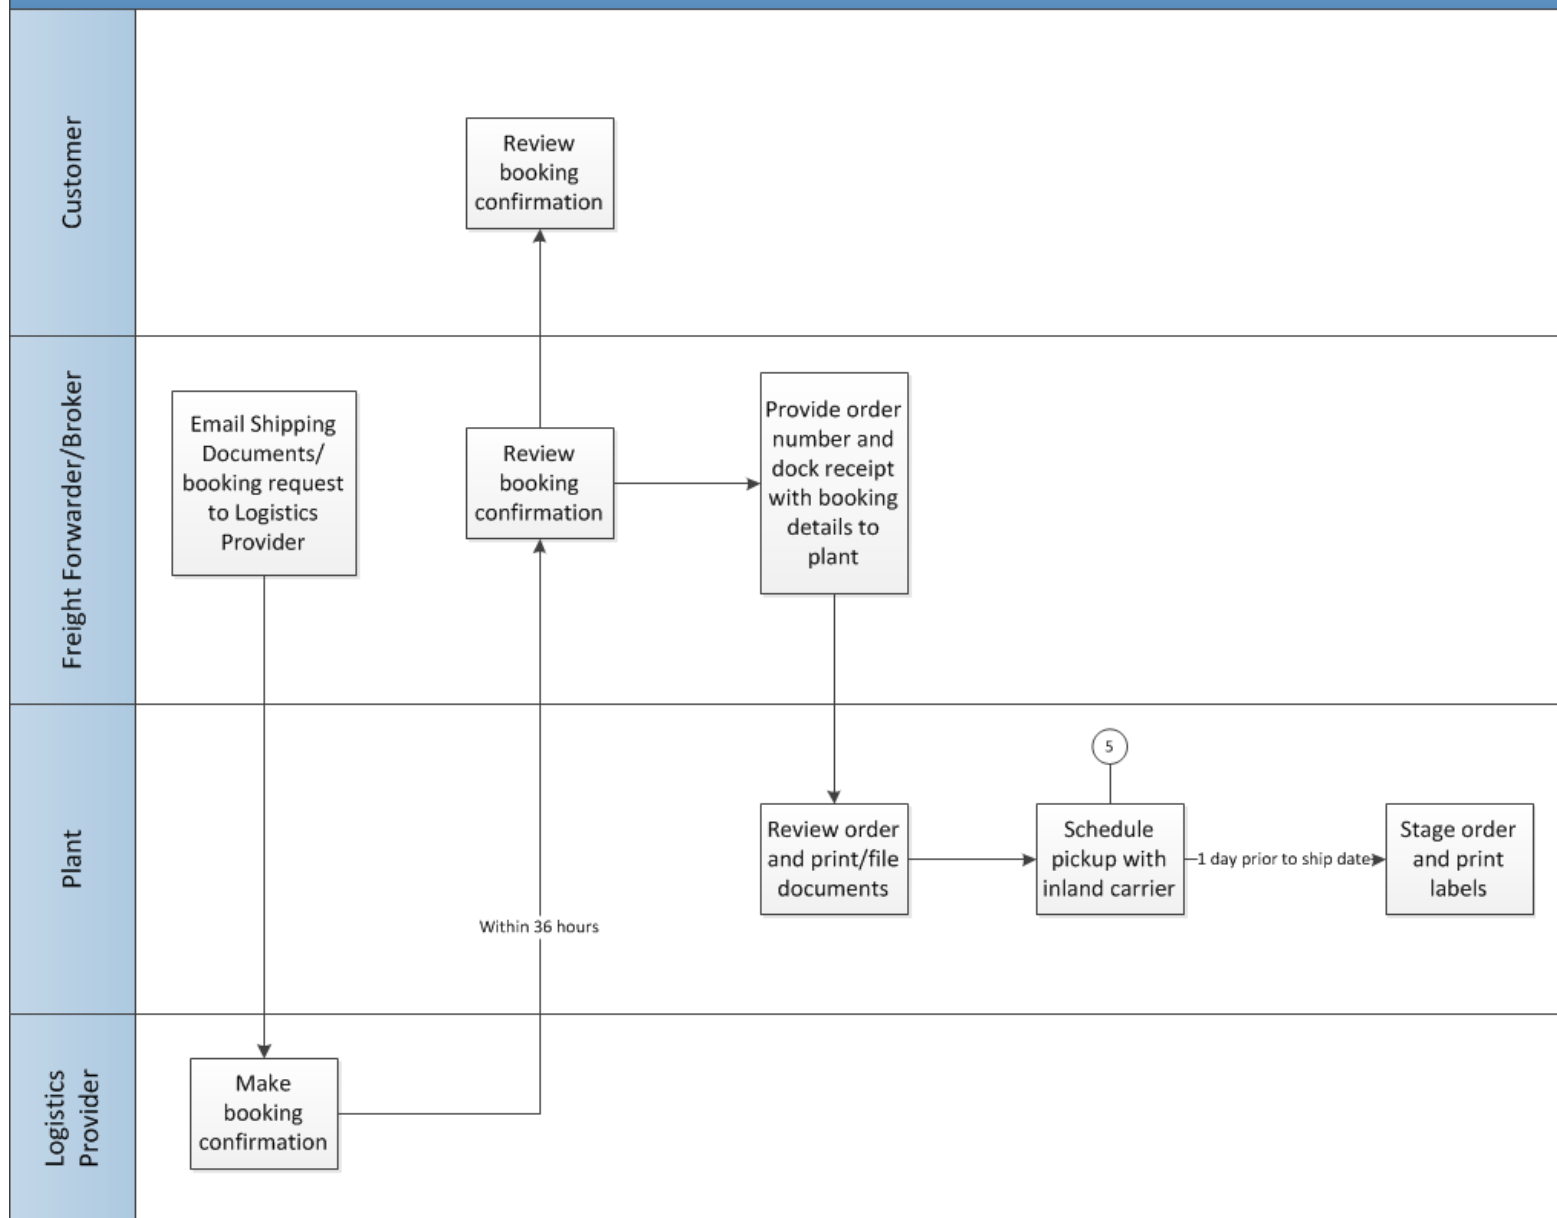 Customer
Review
booking
confirmation
Freight Forwarder/Broker
Email Shipping
Documents/
booking request
to Logistics
Provider
Review
booking
confirmation
Provide order
number and
dock receipt
with booking
details to
plant
Plant
Within 36 hours
Review order
and print/file
documents
5
Schedule
pickup with
inland carrier
1 day prior to ship date
Stage order
and print
labels
Logistics
Provider
Make
booking
confirmation